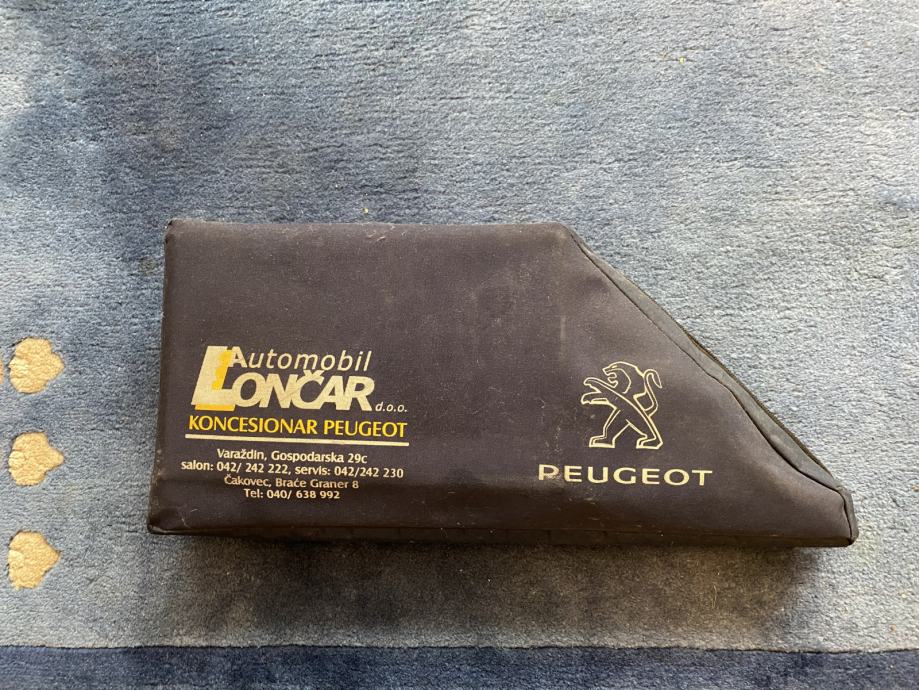 Automobil
LONČAR d.o.o.
KONCESIONAR PEUGEOT
Varaždin, Gospodarska 29c
salon: 042/ 242 222, servis: 042/242 230
Čakovec, Braće Graner 8
Tel: 040/ 638 992
PEUGEOT